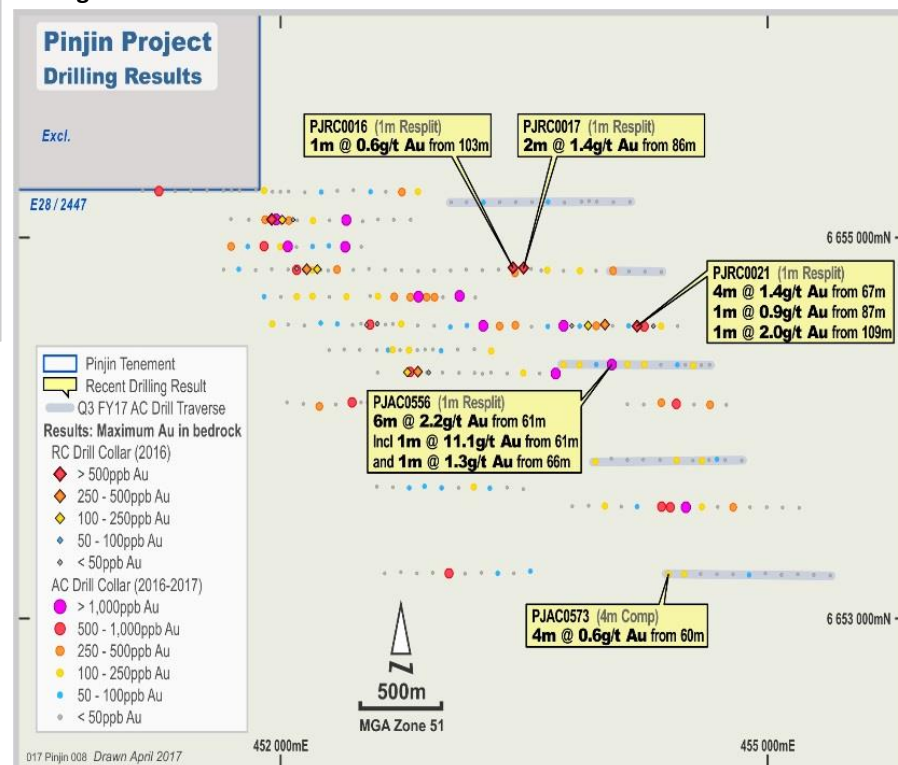 Pinjin Project
Drilling Results
Excl.
E28 / 2447
PJRC0016 (1m Resplit)
1m @ 0.6g/t Au from 103m
PJRC0017 (1m Resplit)
2m @ 1.4g/t Au from 86m
6 655 000mN
PJRC0021 (1m Resplit)
4m @ 1.4g/t Au from 67m
1m @ 0.9g/t Au from 87m
1m @ 2.0g/t Au from 109m
PJAC0556 (1m Resplit)
6m @ 2.2g/t Au from 61m
Incl 1m @ 11.1g/t Au from 61m
and 1m @ 1.3g/t Au from 66m
Pinjin Tenement
Recent Drilling Result
Q3 FY17 AC Drill Traverse
Results: Maximum Au in bedrock
RC Drill Collar (2016)
> 500ppb Au
250 - 500ppb Au
100 - 250ppb Au
50 - 100ppb Au
< 50ppb Au
AC Drill Collar (2016-2017)
> 1,000ppb Au
500 - 1,000ppb Au
250 - 500ppb Au
100 - 250ppb Au
50 - 100ppb Au
< 50ppb Au
PJAC0573 (4m Comp)
4m @ 0.6g/t Au from 60m
6 653 000mN
N
500m
MGA Zone 51
452 000mE
455 000mE
017 Pinjin 008 Drawn April 2017